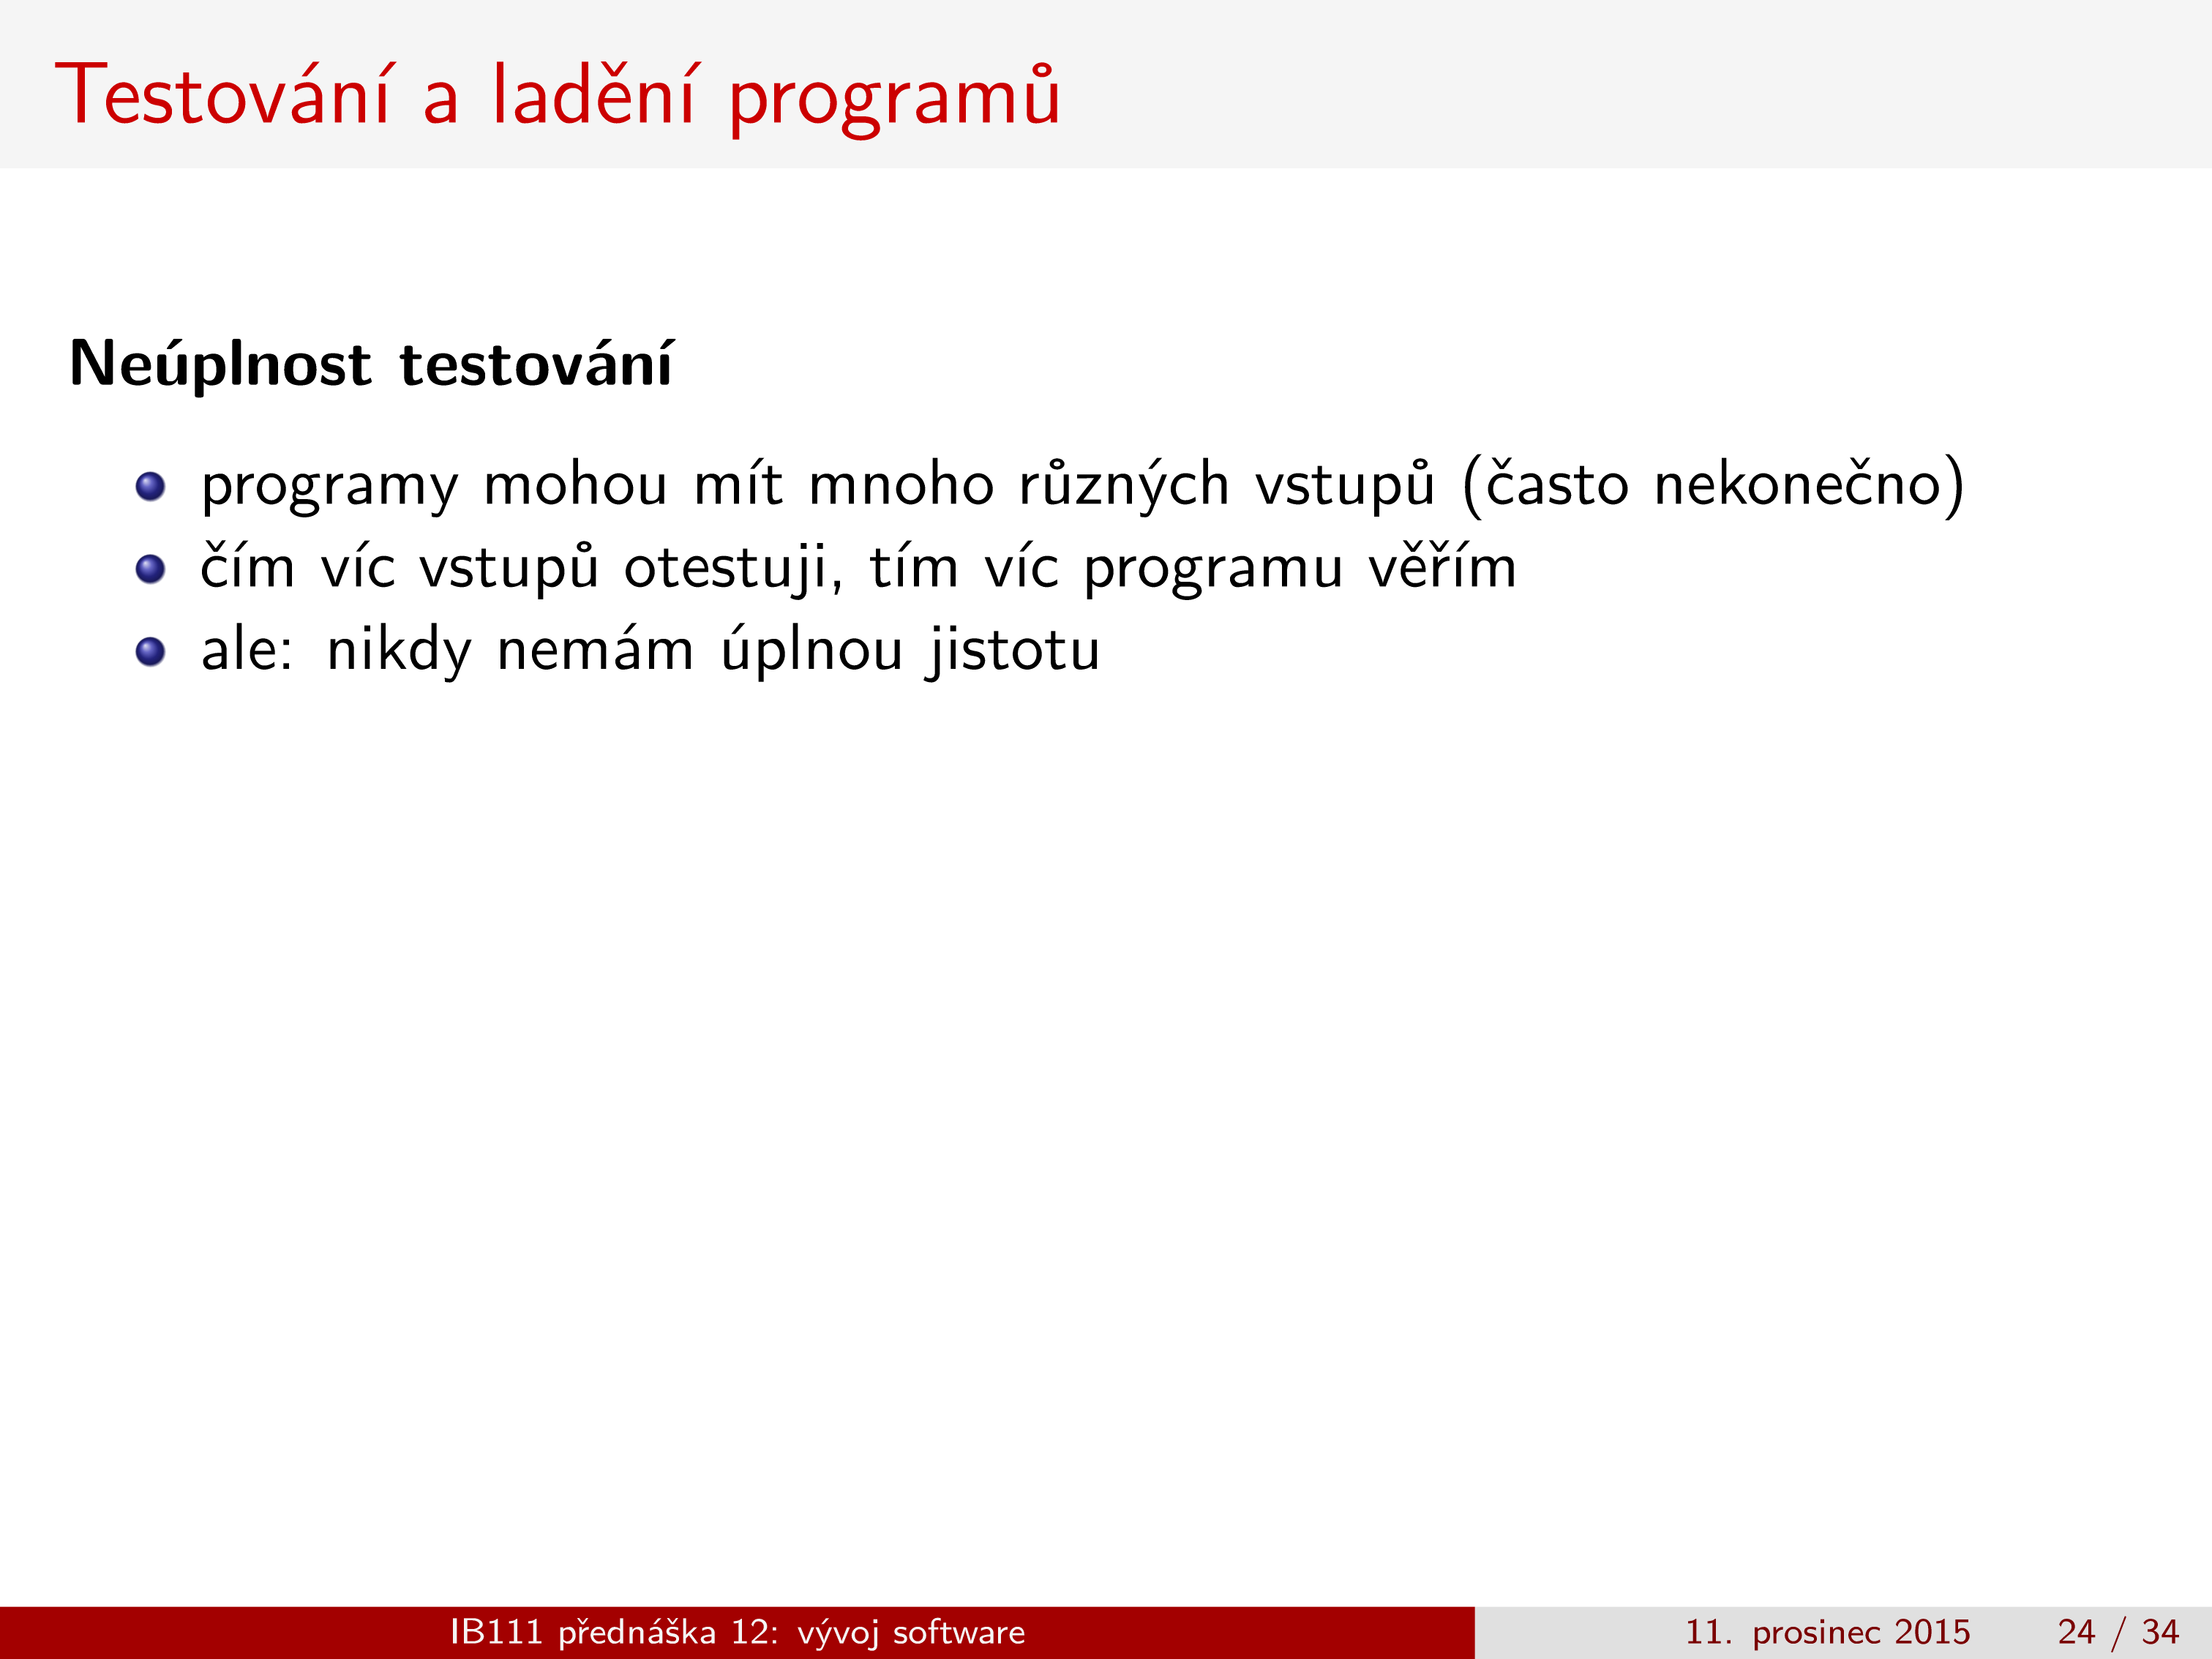 Testování a ladění programů
Neúplnost testování
programy mohou mít mnoho různých vstupů (často nekonečno)
čím víc vstupů otestuji, tím víc programu věřím
ale: nikdy nemám úplnou jistotu
IB111 přednáška 12: vývoj software
11. prosinec 2015
24 / 34